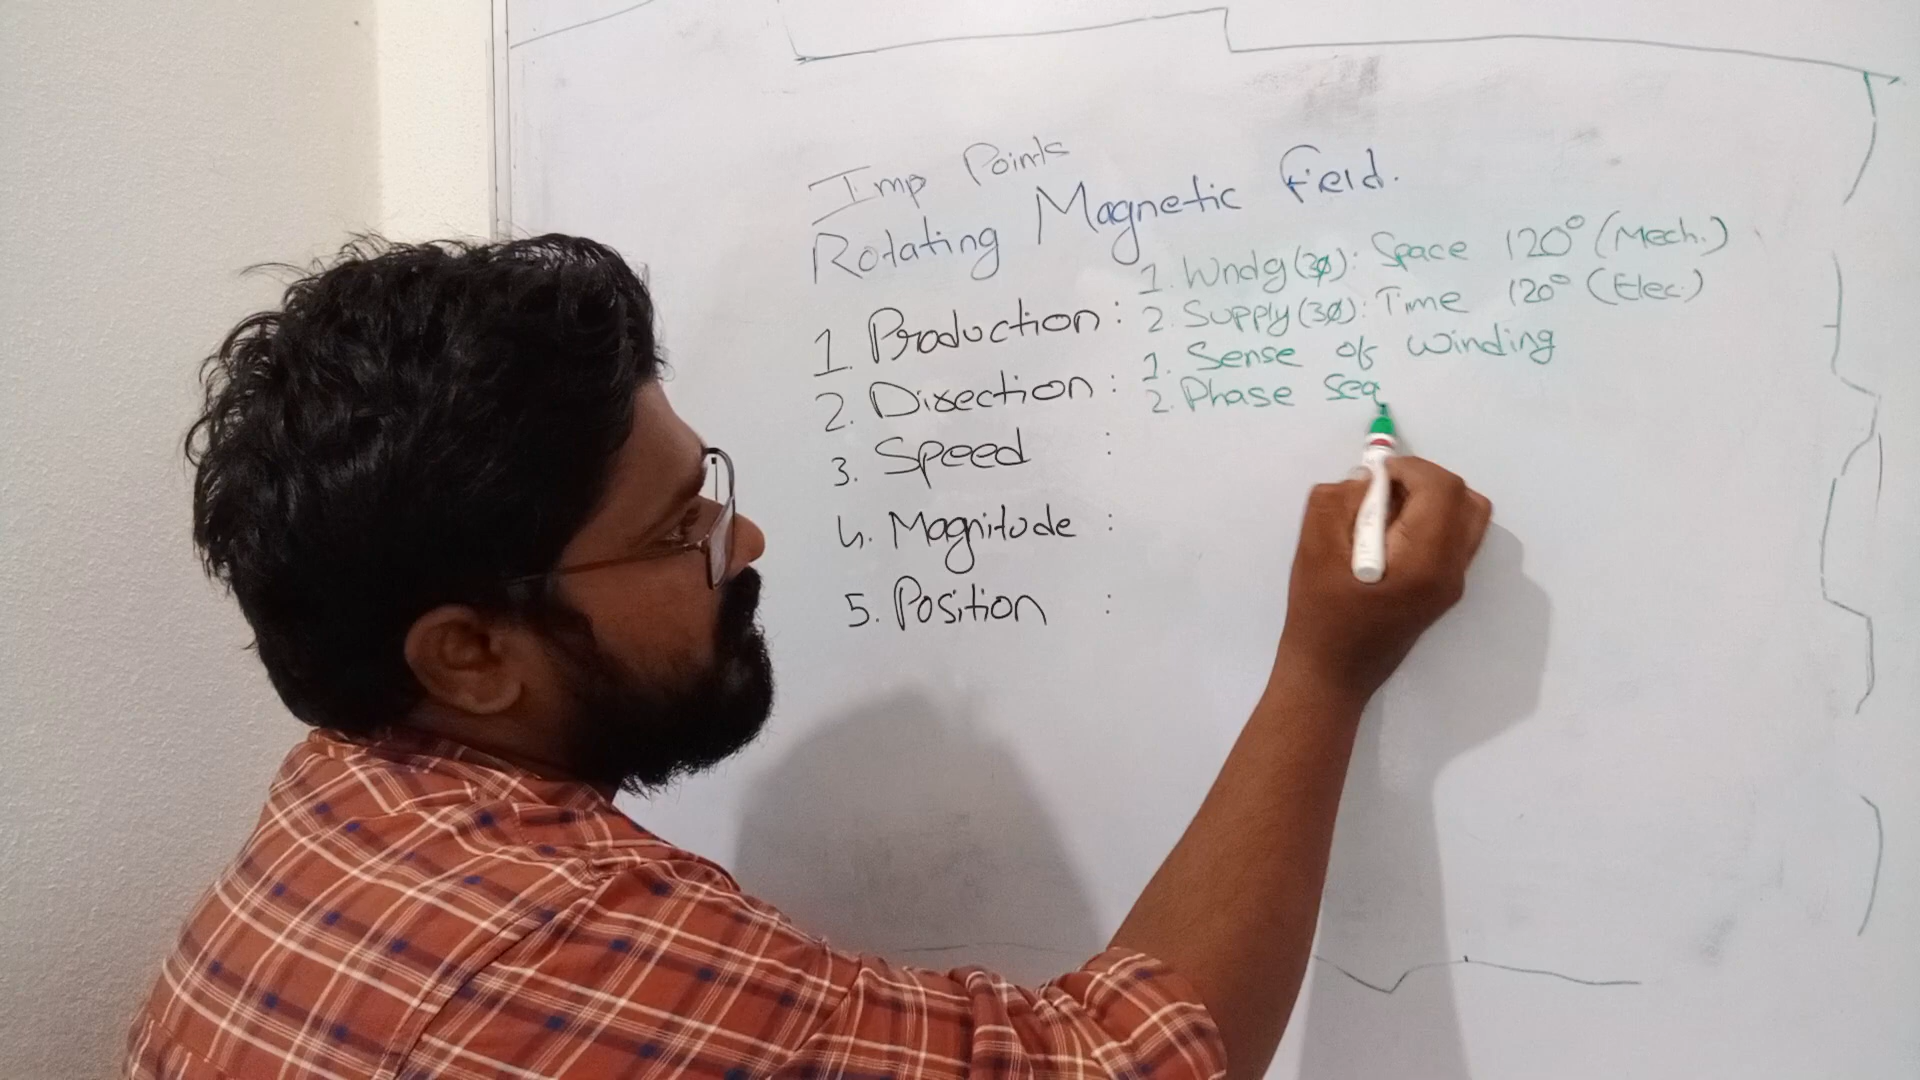 Imp Points
Rotating Magnetic Field.
1. Production : 1. Wndg(3ϕ): Space 120° (Mech.)
2. Supply(3ϕ): Time 120° (Elec.)
2. Direction : 1. Sense of Winding
2. Phase Seq
3. Speed :
4. Magnitude :
5. Position :